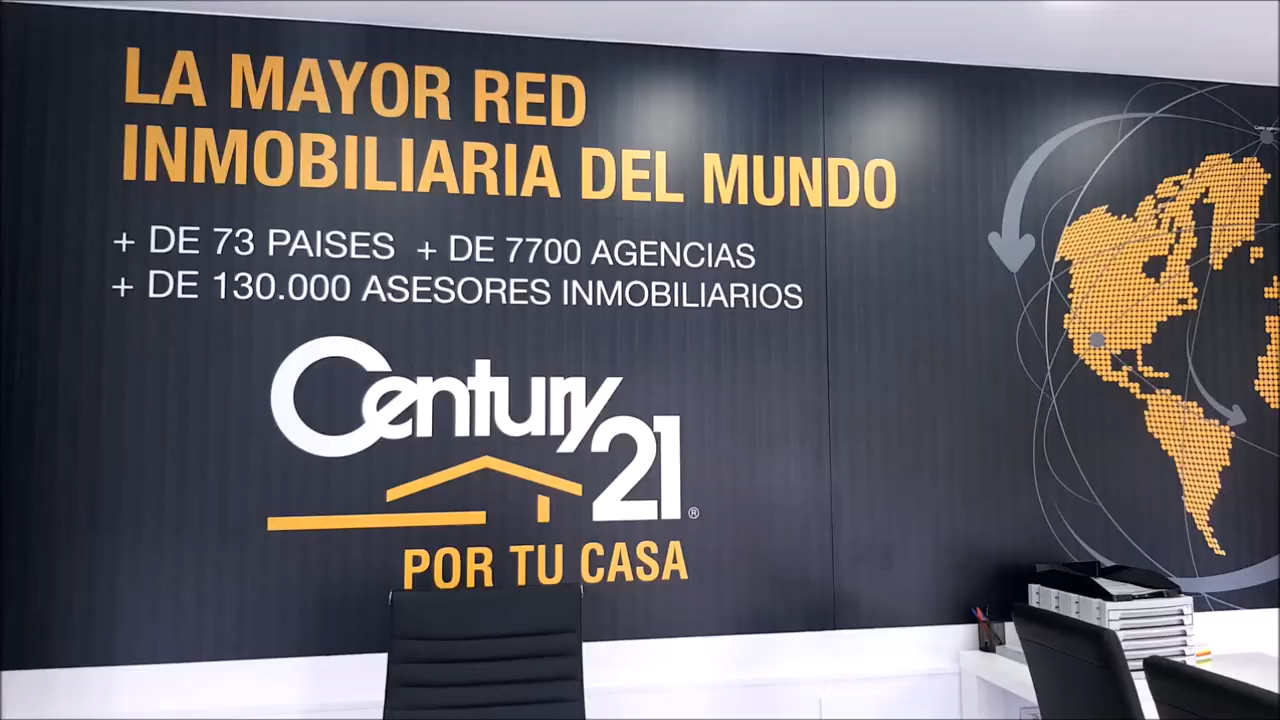 LA MAYOR RED
INMOBILIARIA DEL MUNDO
+ DE 73 PAISES + DE 7700 AGENCIAS
+ DE 130.000 ASESORES INMOBILIARIOS
Century
21®
POR TU CASA